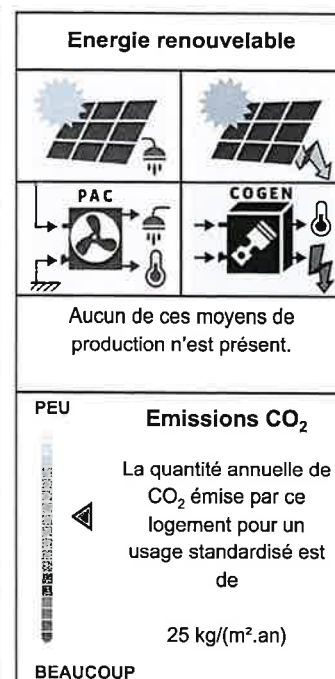 Energie renouvelable
PAC
COGEN
Aucun de ces moyens de
production n'est présent.
PEU
Emissions CO₂
La quantité annuelle de
CO₂ émise par ce
logement pour un
usage standardisé est
de
25 kg/(m².an)
BEAUCOUP